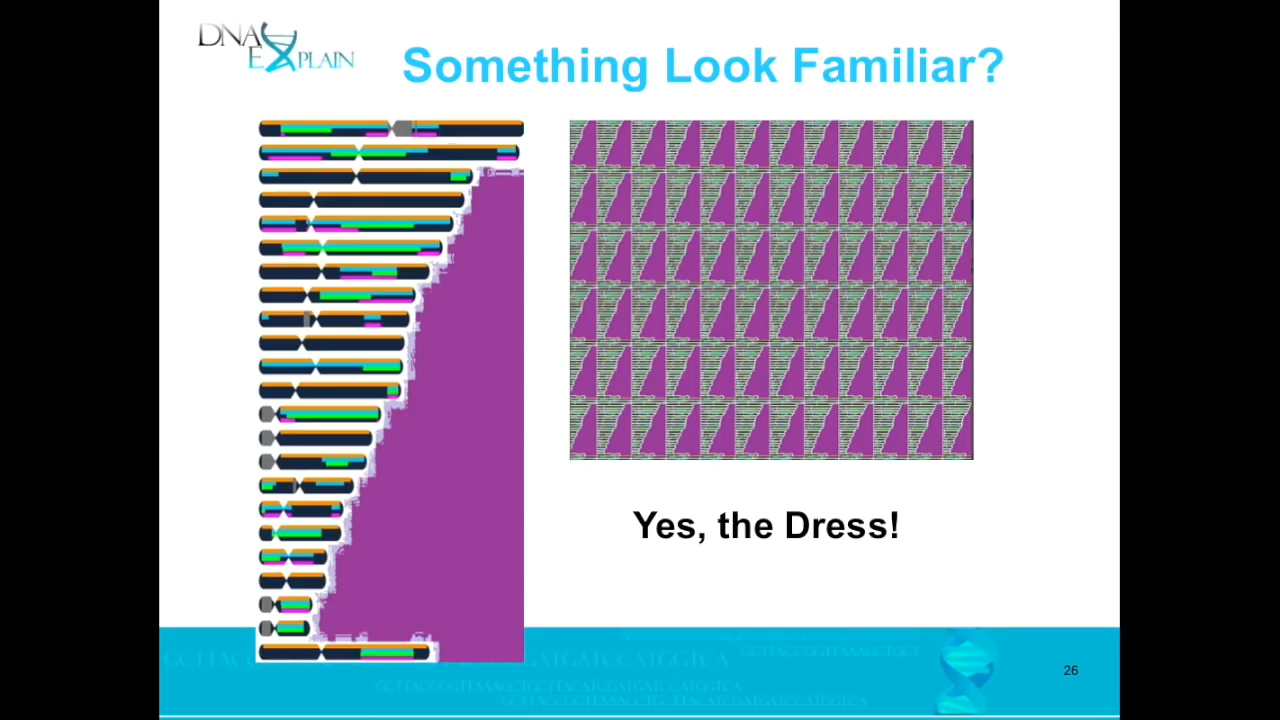 DNA
EXPLAIN
Something Look Familiar?
Yes, the Dress!
26